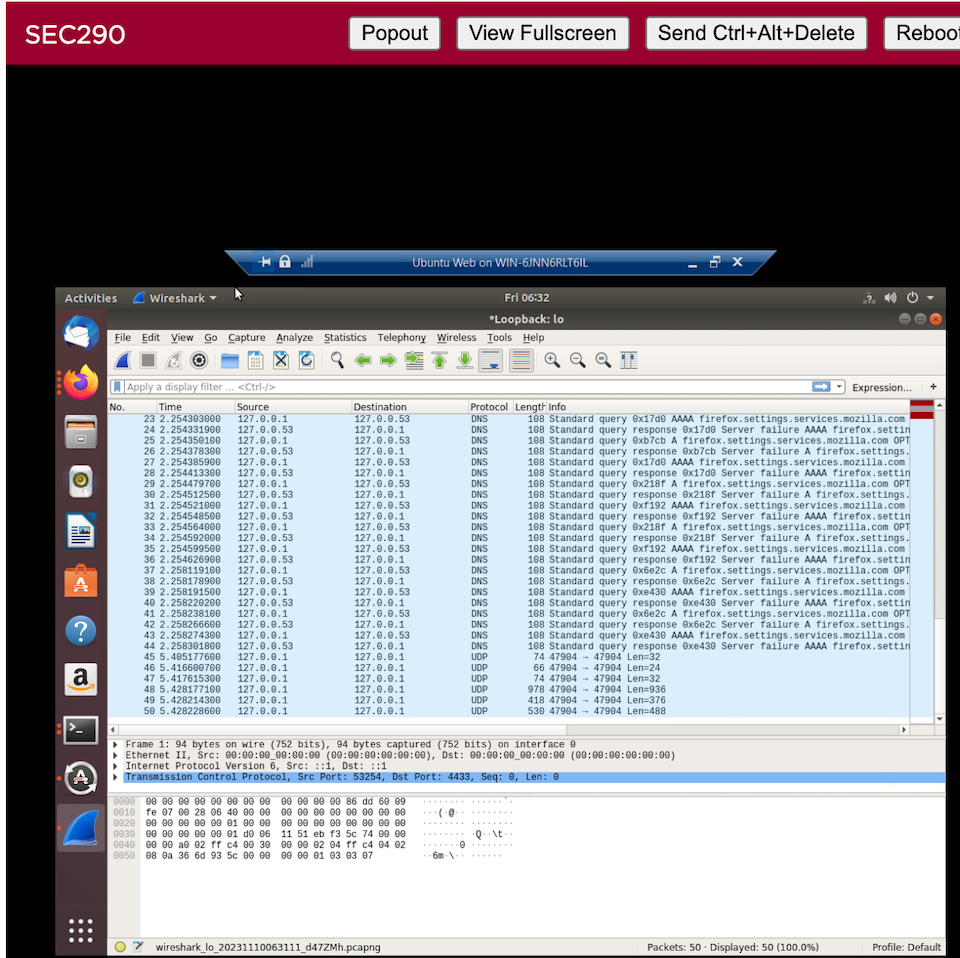 SEC290
Popout
View Fullscreen
Send Ctrl+Alt+Delete
Reboot
Ubuntu Web on WIN-6JNN6RLT6IL
Activities
Wireshark
Fri 06:32
*Loopback: lo
File Edit View Go Capture Analyze Statistics Telephony Wireless Tools Help
Apply a display filter ... <Ctrl-/>
Expression... +
No. Time Source Destination Protocol Length Info
23 2.254303000 127.0.0.1 127.0.0.53 DNS 108 Standard query 0x17d0 AAAA firefox.settings.services.mozilla.com
24 2.254331900 127.0.0.53 127.0.0.1 DNS 108 Standard query response 0x17d0 Server failure AAAA firefox.settin
25 2.254350100 127.0.0.1 127.0.0.53 DNS 108 Standard query 0xb7cb A firefox.settings.services.mozilla.com OPT
26 2.254378300 127.0.0.53 127.0.0.1 DNS 108 Standard query response 0xb7cb Server failure A firefox.settings.
27 2.254385900 127.0.0.1 127.0.0.53 DNS 108 Standard query 0x17d0 AAAA firefox.settings.services.mozilla.com
28 2.254413300 127.0.0.53 127.0.0.1 DNS 108 Standard query response 0x17d0 Server failure AAAA firefox.settin
29 2.254479700 127.0.0.1 127.0.0.53 DNS 108 Standard query 0x218f A firefox.settings.services.mozilla.com OPT
30 2.254512500 127.0.0.53 127.0.0.1 DNS 108 Standard query response 0x218f Server failure A firefox.settings.
31 2.254521000 127.0.0.1 127.0.0.53 DNS 108 Standard query 0xf192 AAAA firefox.settings.services.mozilla.com
32 2.254548500 127.0.0.53 127.0.0.1 DNS 108 Standard query response 0xf192 Server failure AAAA firefox.settin
33 2.254564000 127.0.0.1 127.0.0.53 DNS 108 Standard query 0x218f A firefox.settings.services.mozilla.com OPT
34 2.254592000 127.0.0.53 127.0.0.1 DNS 108 Standard query response 0x218f Server failure A firefox.settings.
35 2.254599500 127.0.0.1 127.0.0.53 DNS 108 Standard query 0xf192 AAAA firefox.settings.services.mozilla.com
36 2.254626900 127.0.0.53 127.0.0.1 DNS 108 Standard query response 0xf192 Server failure AAAA firefox.settin
37 2.258119100 127.0.0.1 127.0.0.53 DNS 108 Standard query 0x6e2c A firefox.settings.services.mozilla.com OPT
38 2.258178900 127.0.0.53 127.0.0.1 DNS 108 Standard query response 0x6e2c Server failure A firefox.settings.
39 2.258191500 127.0.0.1 127.0.0.53 DNS 108 Standard query 0xe430 AAAA firefox.settings.services.mozilla.com
40 2.258220200 127.0.0.53 127.0.0.1 DNS 108 Standard query response 0xe430 Server failure AAAA firefox.settin
41 2.258238100 127.0.0.1 127.0.0.53 DNS 108 Standard query 0x6e2c A firefox.settings.services.mozilla.com OPT
42 2.258266600 127.0.0.53 127.0.0.1 DNS 108 Standard query response 0x6e2c Server failure A firefox.settings.
43 2.258274300 127.0.0.1 127.0.0.53 DNS 108 Standard query 0xe430 AAAA firefox.settings.services.mozilla.com
44 2.258301800 127.0.0.53 127.0.0.1 DNS 108 Standard query response 0xe430 Server failure AAAA firefox.settin
45 5.405177600 127.0.0.1 127.0.0.1 UDP 74 47904 → 47904 Len=32
46 5.416600700 127.0.0.1 127.0.0.1 UDP 66 47904 → 47904 Len=24
47 5.417615300 127.0.0.1 127.0.0.1 UDP 74 47904 → 47904 Len=32
48 5.428177100 127.0.0.1 127.0.0.1 UDP 978 47904 → 47904 Len=936
49 5.428214300 127.0.0.1 127.0.0.1 UDP 418 47904 → 47904 Len=376
50 5.428228600 127.0.0.1 127.0.0.1 UDP 530 47904 → 47904 Len=488
Frame 1: 94 bytes on wire (752 bits), 94 bytes captured (752 bits) on interface 0
Ethernet II, Src: 00:00:00_00:00:00 (00:00:00:00:00:00), Dst: 00:00:00_00:00:00 (00:00:00:00:00:00)
Internet Protocol Version 6, Src: ::1, Dst: ::1
Transmission Control Protocol, Src Port: 53254, Dst Port: 4433, Seq: 0, Len: 0
0000 00 00 00 00 00 00 00 00 00 00 00 00 86 dd 60 09 ········ ······`·
0010 fe 07 00 28 06 40 00 00 00 00 00 00 00 00 00 00 ···(·@·· ········
0020 00 00 00 00 00 01 00 00 00 00 00 00 00 00 00 00 ········ ········
0030 00 00 00 00 00 01 d0 06 11 51 eb f3 5c 74 00 00 ········ ·Q··\t··
0040 00 00 a0 02 ff c4 00 30 00 00 02 04 ff c4 04 02 ·······0 ········
0050 08 0a 36 6d 93 5c 00 00 00 00 01 03 03 07 ··6m·\·· ······
wireshark_lo_20231110063111_d47ZMh.pcapng
Packets: 50 · Displayed: 50 (100.0%)
Profile: Default